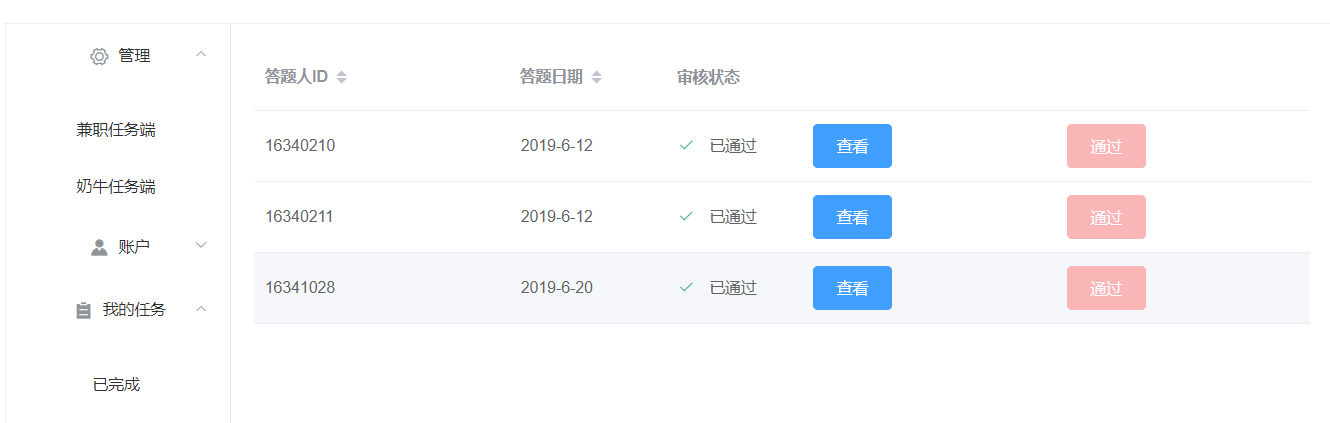 管理
兼职任务端
奶牛任务端
账户
我的任务
已完成
答题人ID 答题日期 审核状态
16340210 2019-6-12 已通过 查看 通过
16340211 2019-6-12 已通过 查看 通过
16341028 2019-6-20 已通过 查看 通过